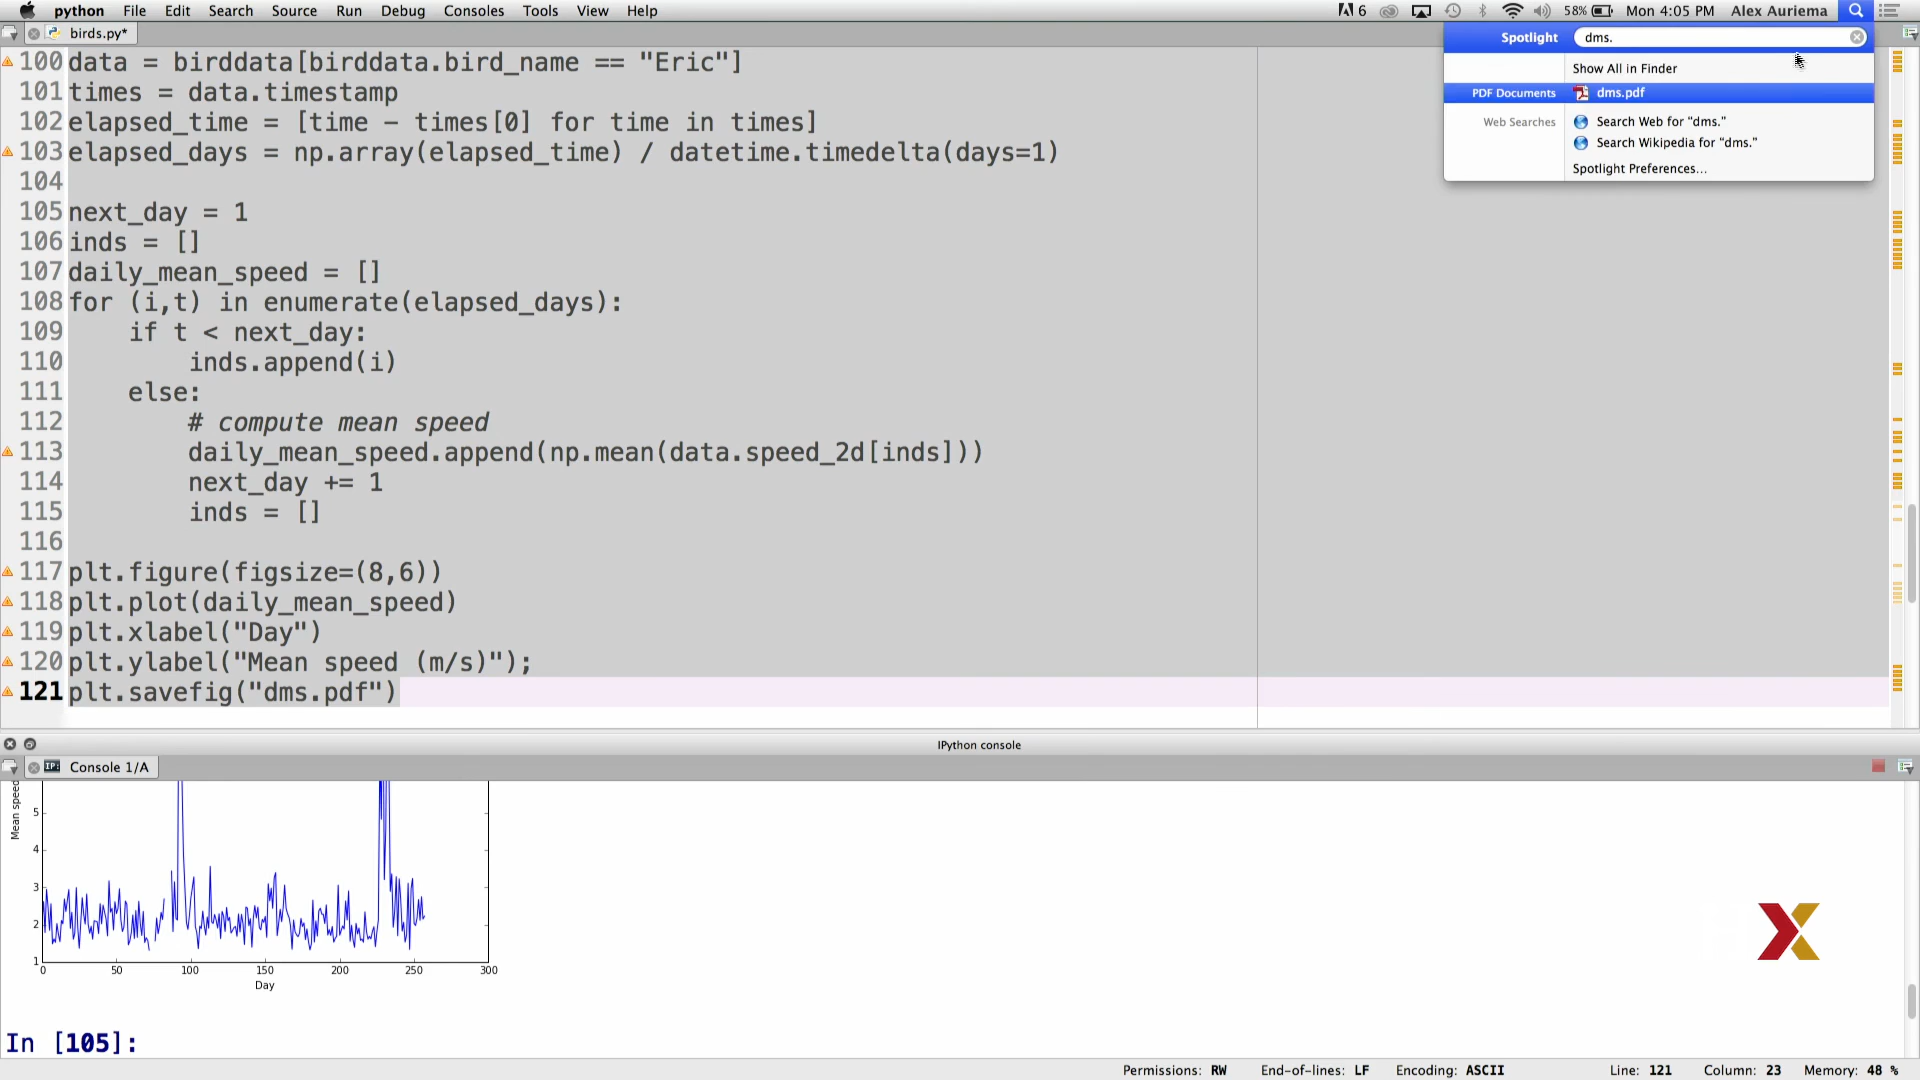 python File Edit Search Source Run Debug Consoles Tools View Help
6 58% Mon 4:05 PM Alex Auriema
birds.py*
Spotlight dms.
Show All in Finder
PDF Documents dms.pdf
Web Searches Search Web for “dms.”
Search Wikipedia for “dms.”
Spotlight Preferences...
100 data = birddata[birddata.bird_name == "Eric"]
101 times = data.timestamp
102 elapsed_time = [time - times[0] for time in times]
103 elapsed_days = np.array(elapsed_time) / datetime.timedelta(days=1)
104
105 next_day = 1
106 inds = []
107 daily_mean_speed = []
108 for (i,t) in enumerate(elapsed_days):
109     if t < next_day:
110         inds.append(i)
111     else:
112         # compute mean speed
113         daily_mean_speed.append(np.mean(data.speed_2d[inds]))
114         next_day += 1
115         inds = []
116
117 plt.figure(figsize=(8,6))
118 plt.plot(daily_mean_speed)
119 plt.xlabel("Day")
120 plt.ylabel("Mean speed (m/s)");
121 plt.savefig("dms.pdf")
IPython console
IP: Console 1/A
Mean speed
5
4
3
2
1
0 50 100 150 200 250 300
Day
X
In [105]:
Permissions: RW End-of-lines: LF Encoding: ASCII Line: 121 Column: 23 Memory: 48 %